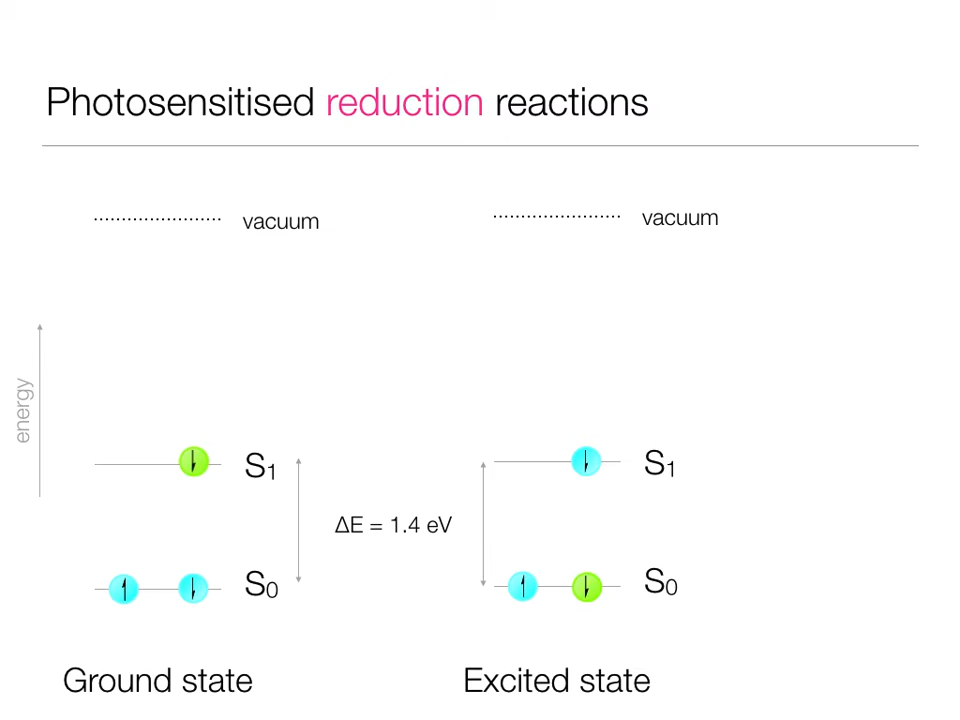 Photosensitised reduction reactions
vacuum
vacuum
energy
S₁
S₁
ΔE = 1.4 eV
S₀
S₀
Ground state
Excited state